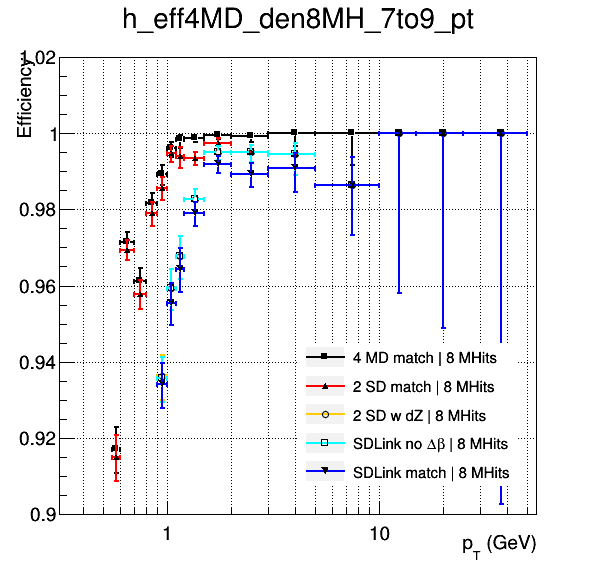 h_eff4MD_den8MH_7to9_pt
Efficiency
1.02
1
0.98
0.96
0.94
0.92
0.9
4 MD match | 8 MHits
2 SD match | 8 MHits
2 SD w dZ | 8 MHits
SDLink no Δβ | 8 MHits
SDLink match | 8 MHits
1
10
p_T (GeV)